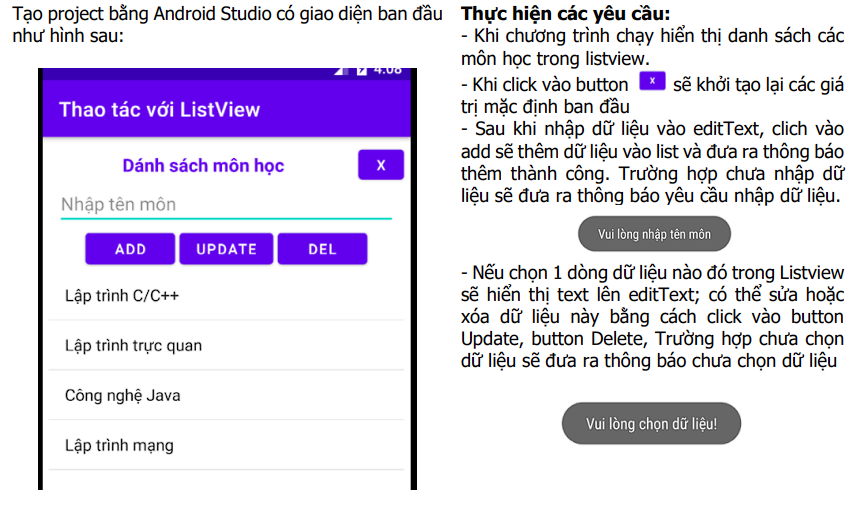 Tạo project bằng Android Studio có giao diện ban đầu
như hình sau:
4:08
Thao tác với ListView
Dánh sách môn học
X
Nhập tên môn
ADD
UPDATE
DEL
Lập trình C/C++
Lập trình trực quan
Công nghệ Java
Lập trình mạng
Thực hiện các yêu cầu:
- Khi chương trình chạy hiển thị danh sách các
môn học trong listview.
- Khi click vào button X sẽ khởi tạo lại các giá
trị mặc định ban đầu
- Sau khi nhập dữ liệu vào editText, clich vào
add sẽ thêm dữ liệu vào list và đưa ra thông báo
thêm thành công. Trường hợp chưa nhập dữ
liệu sẽ đưa ra thông báo yêu cầu nhập dữ liệu.
Vui lòng nhập tên môn
- Nếu chọn 1 dòng dữ liệu nào đó trong Listview
sẽ hiển thị text lên editText; có thể sửa hoặc
xóa dữ liệu này bằng cách click vào button
Update, button Delete, Trường hợp chưa chọn
dữ liệu sẽ đưa ra thông báo chưa chọn dữ liệu
Vui lòng chọn dữ liệu!